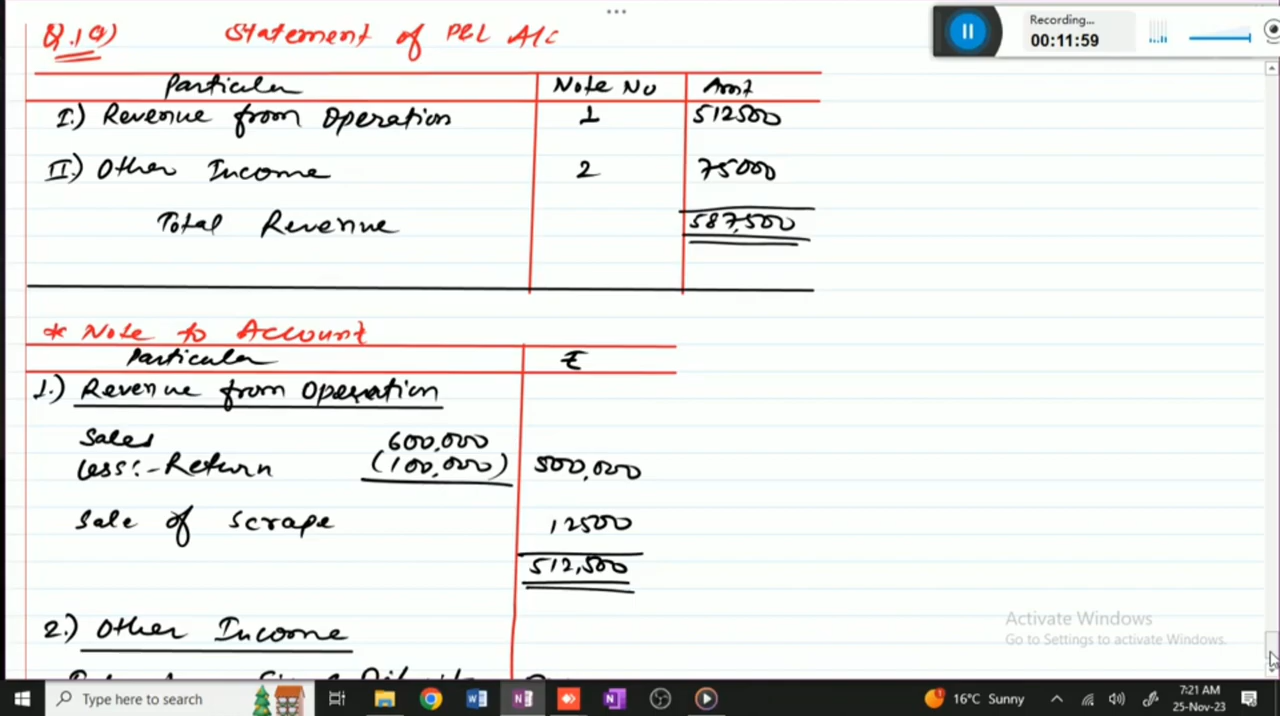 Q.1a) Statement of P&L A/c
Recording...
00:11:59
Particular Note No Amt
I.) Revenue from Operation 1 512500
II.) Other Income 2 75000
Total Revenue 587,500
* Note to Account
Particular ₹
1.) Revenue from Operation
Sales 600,000
Less:- Return (100,000) 500,000
Sale of Scrape 12500
512,500
2.) Other Income
Activate Windows
Go to Settings to activate Windows.
Type here to search
16°C Sunny
7:21 AM
25-Nov-23